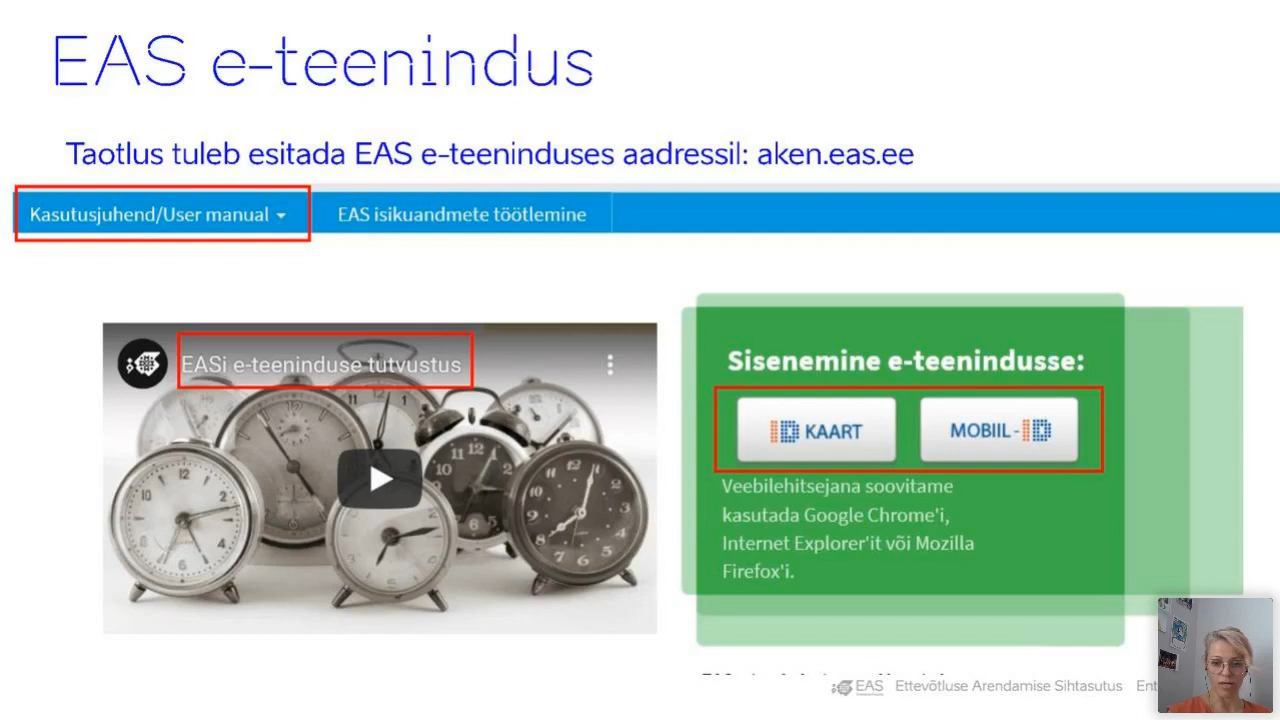 EAS e-teenindus
Taotlus tuleb esitada EAS e-teeninduses aadressil: aken.eas.ee
Kasutusjuhend/User manual
EAS isikuandmete töötlemine
EASi e-teeninduse tutvustus
Sisenemine e-teenindusse:
ID KAART
MOBIIL-ID
Veebilehitsejana soovitame
kasutada Google Chrome'i,
Internet Explorer'it või Mozilla
Firefox'i.
EAS Ettevõtluse Arendamise Sihtasutus